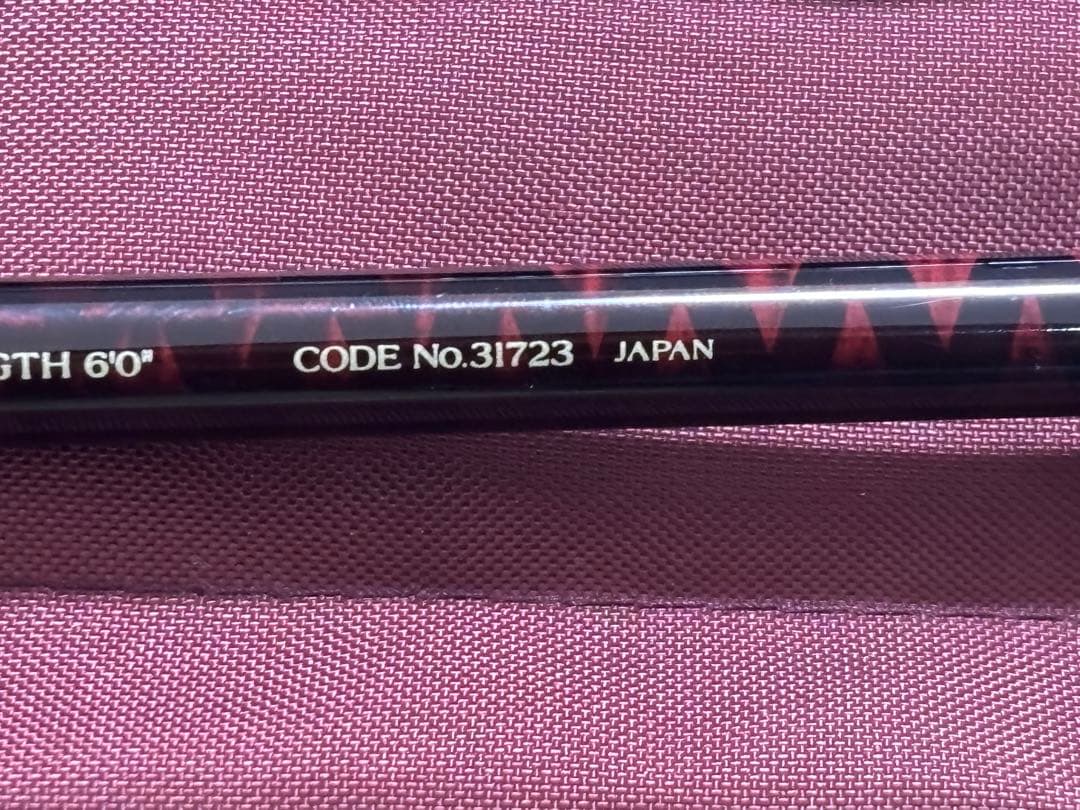 GTH 6'0" CODE No.31723 JAPAN